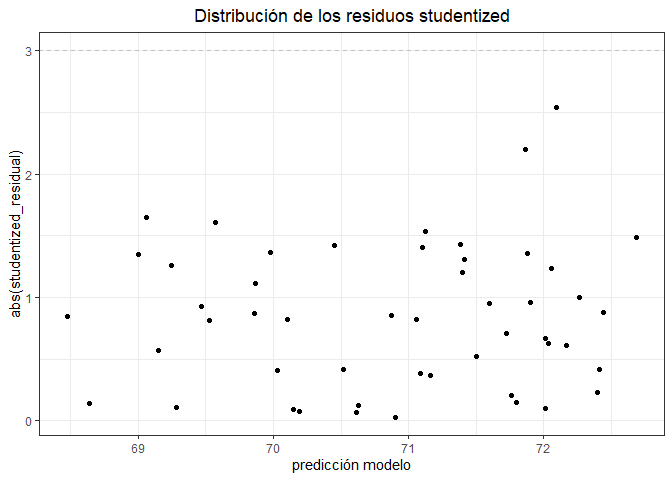 Distribución de los residuos studentized
abs(studentized_residual)
3
2
1
0
69
70
71
72
predicción modelo